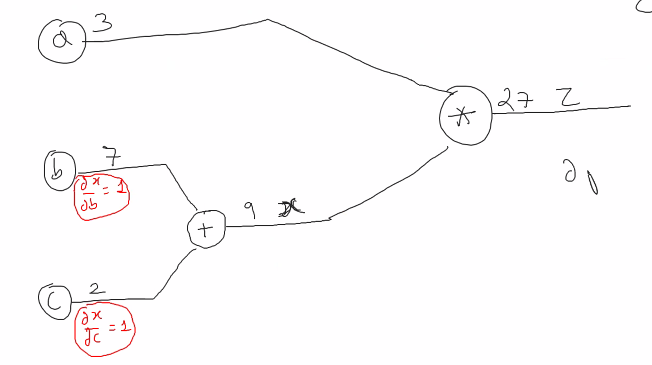 a 3
* 27 Z
b 7
∂x/∂b = 1
+ 9 x
c 2
∂x/∂c = 1
∂